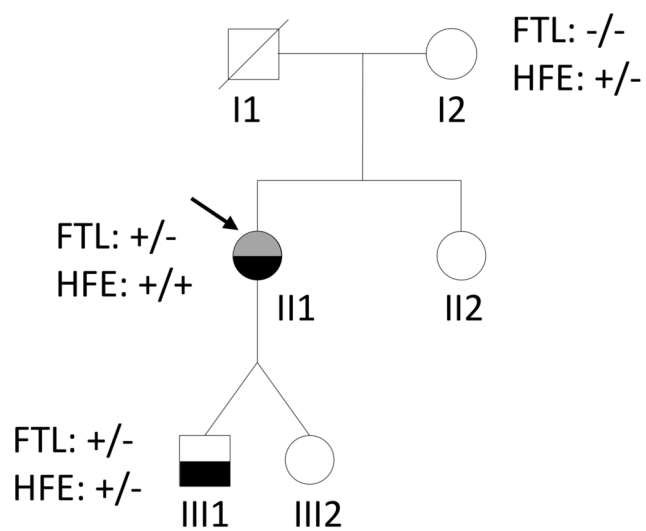 FTL: -/-
HFE: +/-
I1
I2
FTL: +/-
HFE: +/+
II1
II2
FTL: +/-
HFE: +/-
III1
III2